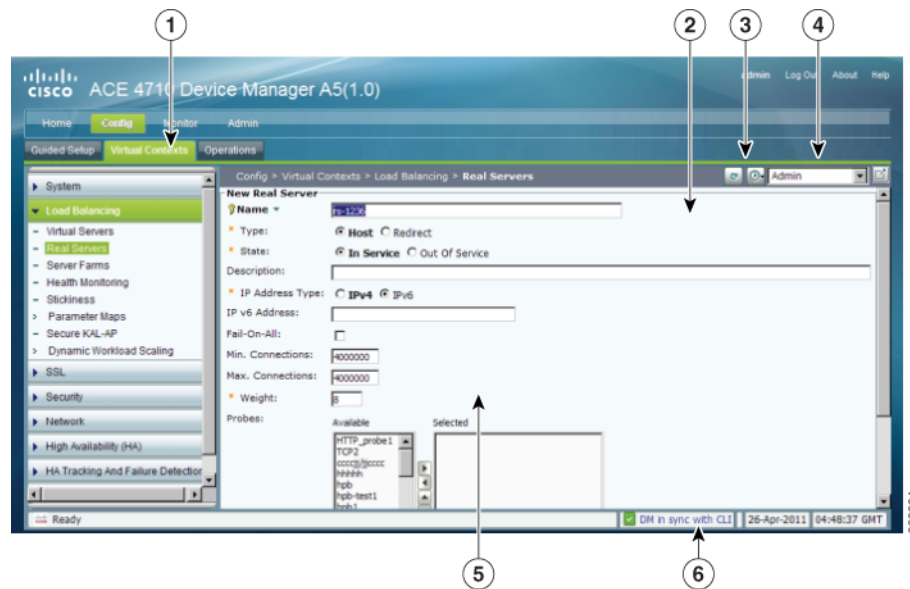 1
2
3
4
cisco ACE 4710 Device Manager A5(1.0)
admin Log Out About Help
Home Config Monitor Admin
Guided Setup Virtual Contexts Operations
Config > Virtual Contexts > Load Balancing > Real Servers
Admin
System
Load Balancing
Virtual Servers
Real Servers
Server Farms
Health Monitoring
Stickiness
Parameter Maps
Secure KAL-AP
Dynamic Workload Scaling
SSL
Security
Network
High Availability (HA)
HA Tracking And Failure Detection
New Real Server
Name rs-1236
* Type: Host Redirect
* State: In Service Out Of Service
Description:
* IP Address Type: IPv4 IPv6
IP v6 Address:
Fail-On-All:
Min. Connections: 4000000
Max. Connections: 4000000
* Weight: 8
Probes:
Available Selected
HTTP_probe1
TCP2
hhhhhh
hpb
hpb-test1
hpb1
Ready
DM in sync with CLI 26-Apr-2011 04:48:37 GMT
5
6